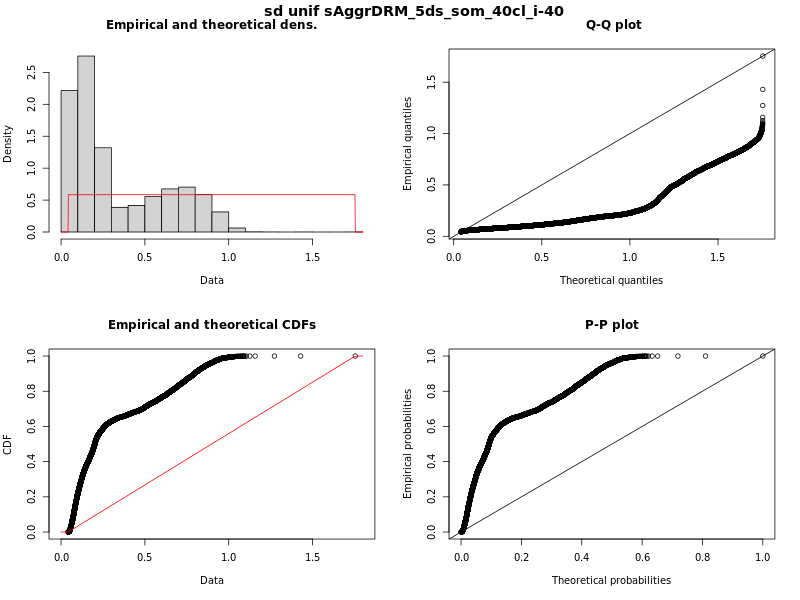 sd unif sAggrDRM_5ds_som_40cl_i-40
Empirical and theoretical dens.
Density
0.0 0.5 1.0 1.5 2.0 2.5
0.0 0.5 1.0 1.5
Data
Q-Q plot
Empirical quantiles
0.0 0.5 1.0 1.5
0.0 0.5 1.0 1.5
Theoretical quantiles
Empirical and theoretical CDFs
CDF
0.0 0.2 0.4 0.6 0.8 1.0
0.0 0.5 1.0 1.5
Data
P-P plot
Empirical probabilities
0.0 0.2 0.4 0.6 0.8 1.0
0.0 0.2 0.4 0.6 0.8 1.0
Theoretical probabilities